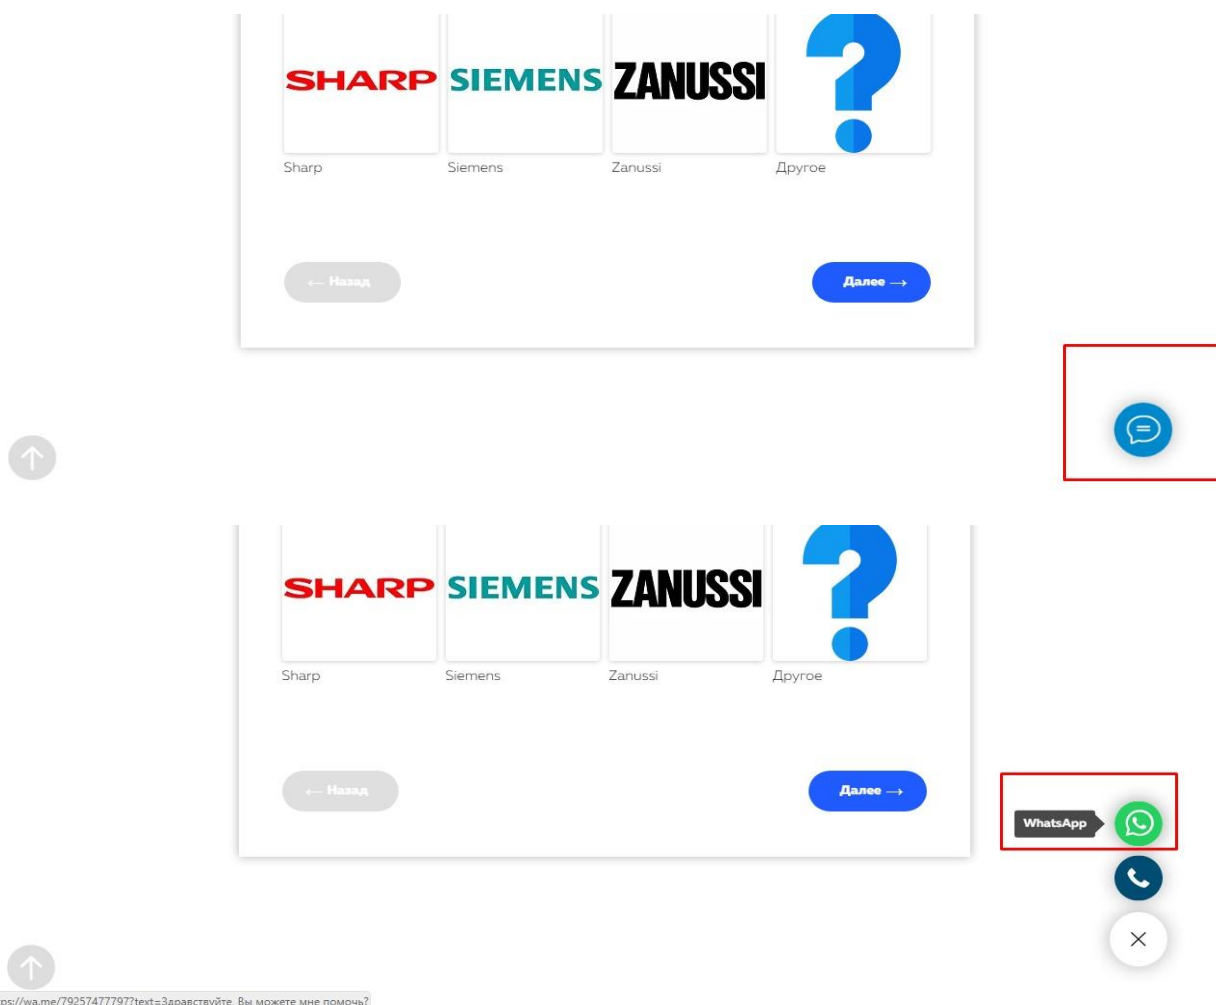 SHARP SIEMENS ZANUSSI
Sharp Siemens Zanussi Другое
← Назад Далее →
SHARP SIEMENS ZANUSSI
Sharp Siemens Zanussi Другое
← Назад Далее →
WhatsApp
ps://wa.me/79257477797?text=Здравствуйте. Вы можете мне помочь?